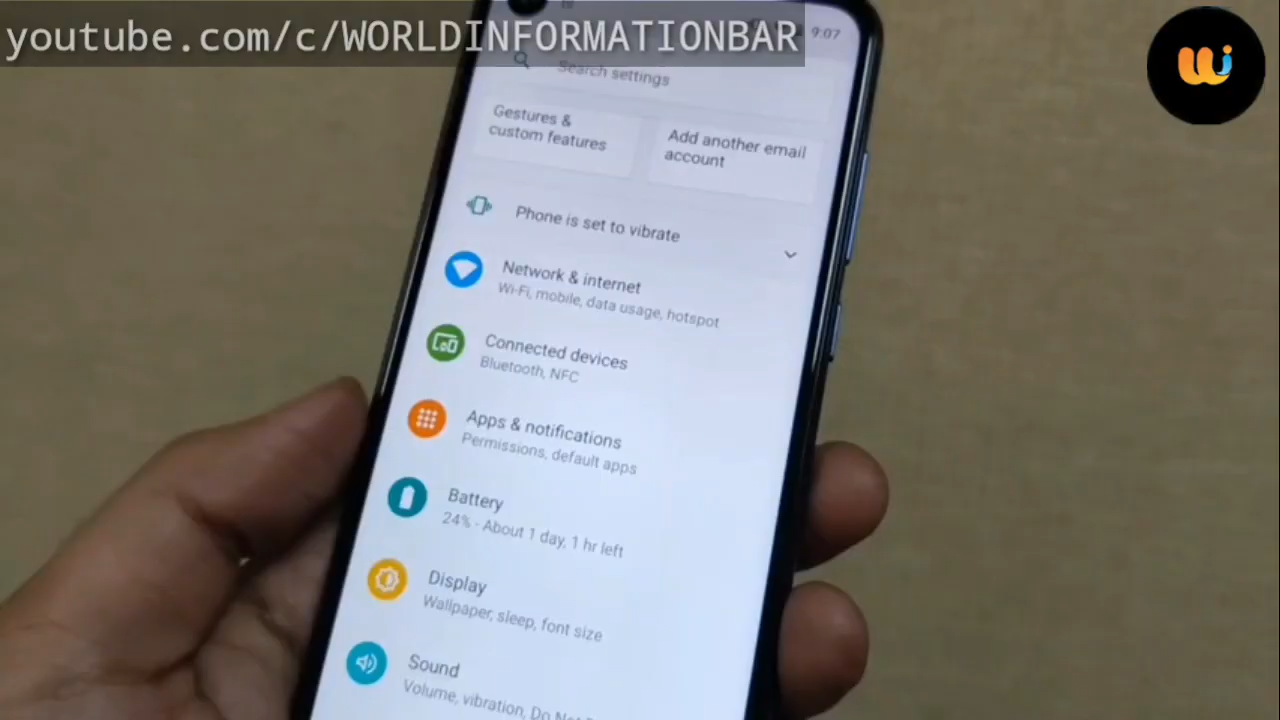 youtube.com/c/WORLDINFORMATIONBAR
9:07
Search settings
Gestures &
custom features
Add another email
account
Phone is set to vibrate
Network & internet
Wi-Fi, mobile, data usage, hotspot
Connected devices
Bluetooth, NFC
Apps & notifications
Permissions, default apps
Battery
24% - About 1 day, 1 hr left
Display
Wallpaper, sleep, font size
Sound
Volume, vibration, Do Not